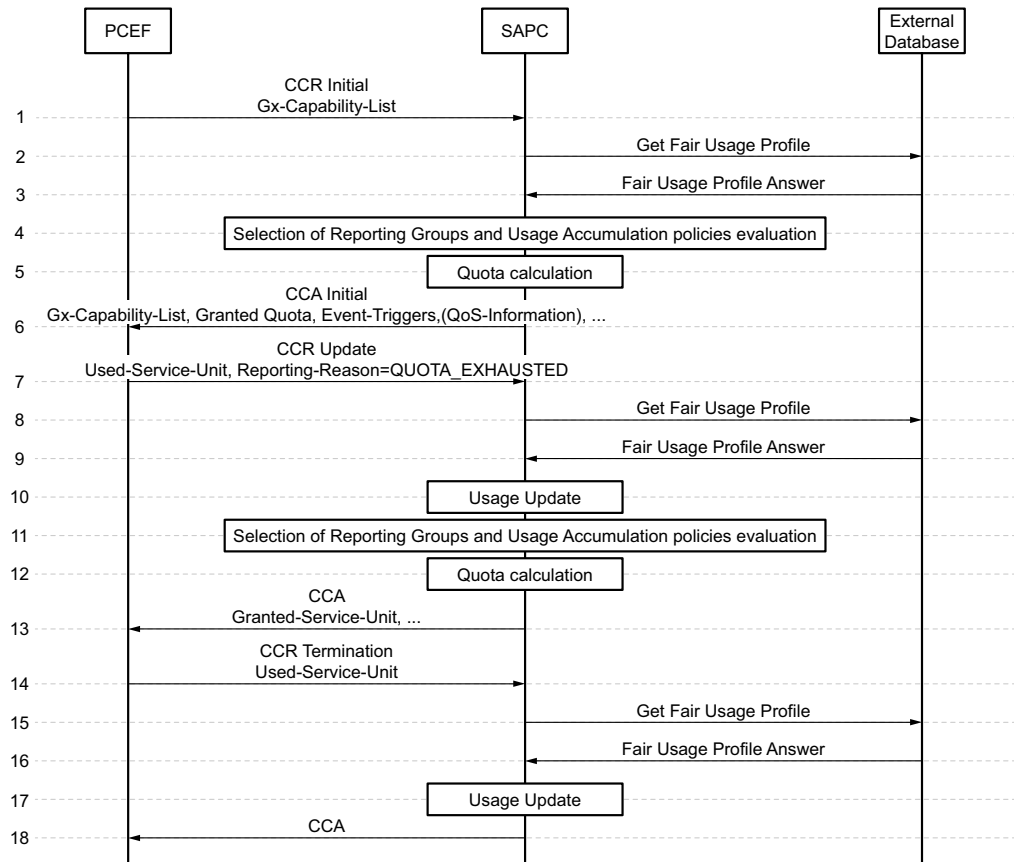 PCEF
SAPC
External
Database
CCR Initial
Gx-Capability-List
1
Get Fair Usage Profile
2
Fair Usage Profile Answer
3
4
Selection of Reporting Groups and Usage Accumulation policies evaluation
5
Quota calculation
CCA Initial
Gx-Capability-List, Granted Quota, Event-Triggers,(QoS-Information), ...
6
CCR Update
Used-Service-Unit, Reporting-Reason=QUOTA_EXHAUSTED
7
Get Fair Usage Profile
8
Fair Usage Profile Answer
9
10
Usage Update
11
Selection of Reporting Groups and Usage Accumulation policies evaluation
12
Quota calculation
CCA
Granted-Service-Unit, ...
13
CCR Termination
Used-Service-Unit
14
Get Fair Usage Profile
15
Fair Usage Profile Answer
16
17
Usage Update
CCA
18